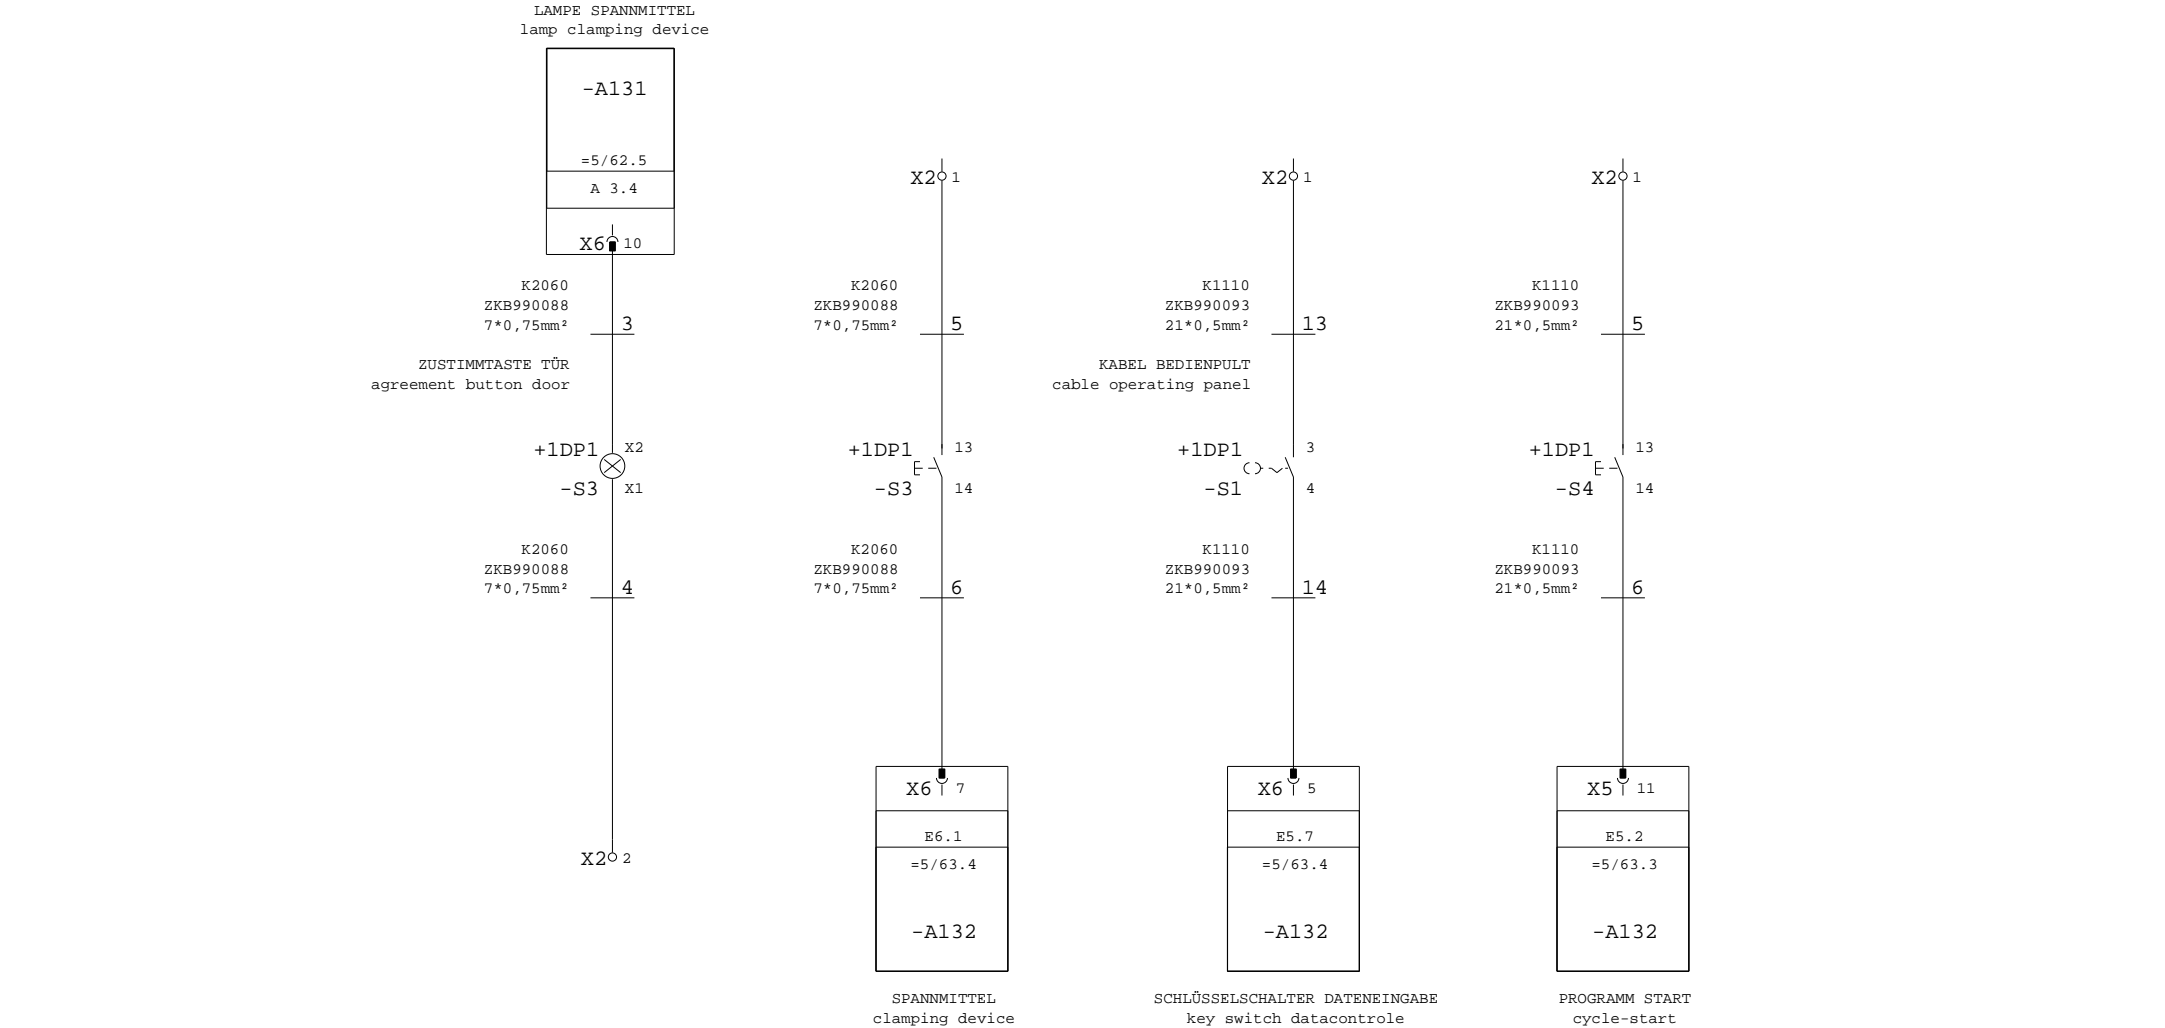 LAMPE SPANNMITTEL
lamp clamping device
-A131
=5/62.5
A 3.4
X6 10
X2 1
X2 1
X2 1
K2060
ZKB990088
7*0,75mm²
3
K2060
ZKB990088
7*0,75mm²
5
K1110
ZKB990093
21*0,5mm²
13
K1110
ZKB990093
21*0,5mm²
5
ZUSTIMMTASTE TÜR
agreement button door
KABEL BEDIENPULT
cable operating panel
+1DP1 X2
-S3 X1
+1DP1 13
-S3 14
+1DP1 3
-S1 4
+1DP1 13
-S4 14
K2060
ZKB990088
7*0,75mm²
4
K2060
ZKB990088
7*0,75mm²
6
K1110
ZKB990093
21*0,5mm²
14
K1110
ZKB990093
21*0,5mm²
6
X2 2
X6 7
E6.1
=5/63.4
-A132
SPANNMITTEL
clamping device
X6 5
E5.7
=5/63.4
-A132
SCHLÜSSELSCHALTER DATENEINGABE
key switch datacontrole
X5 11
E5.2
=5/63.3
-A132
PROGRAMM START
cycle-start